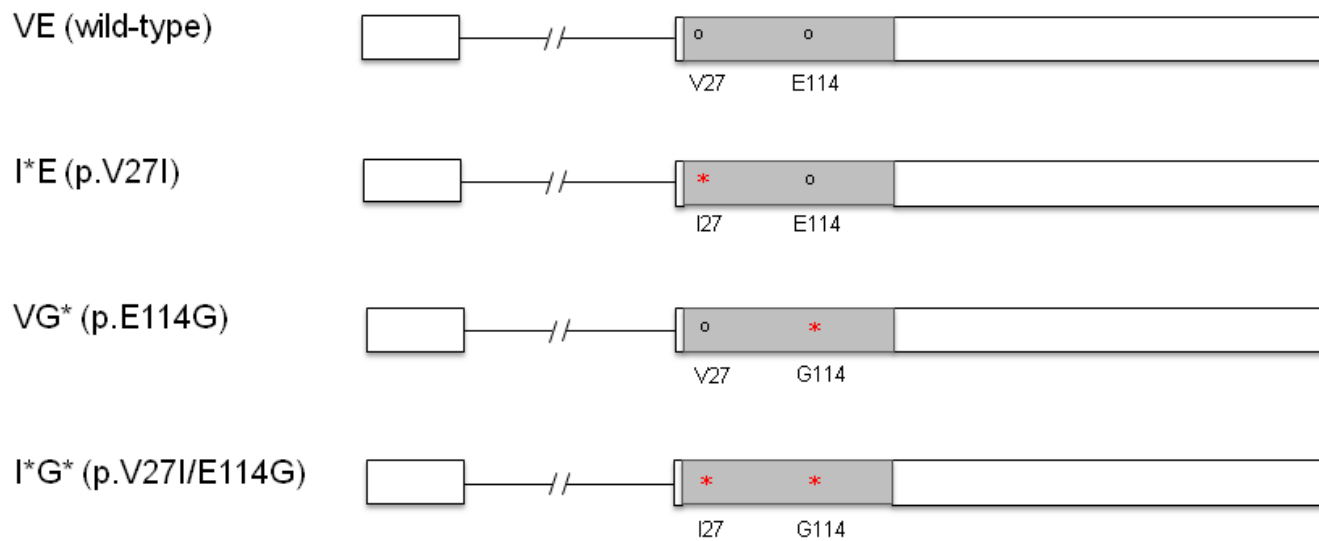 VE (wild-type)
//
o o
V27 E114
I*E (p.V27I)
//
* o
I27 E114
VG* (p.E114G)
//
o *
V27 G114
I*G* (p.V27I/E114G)
//
* *
I27 G114